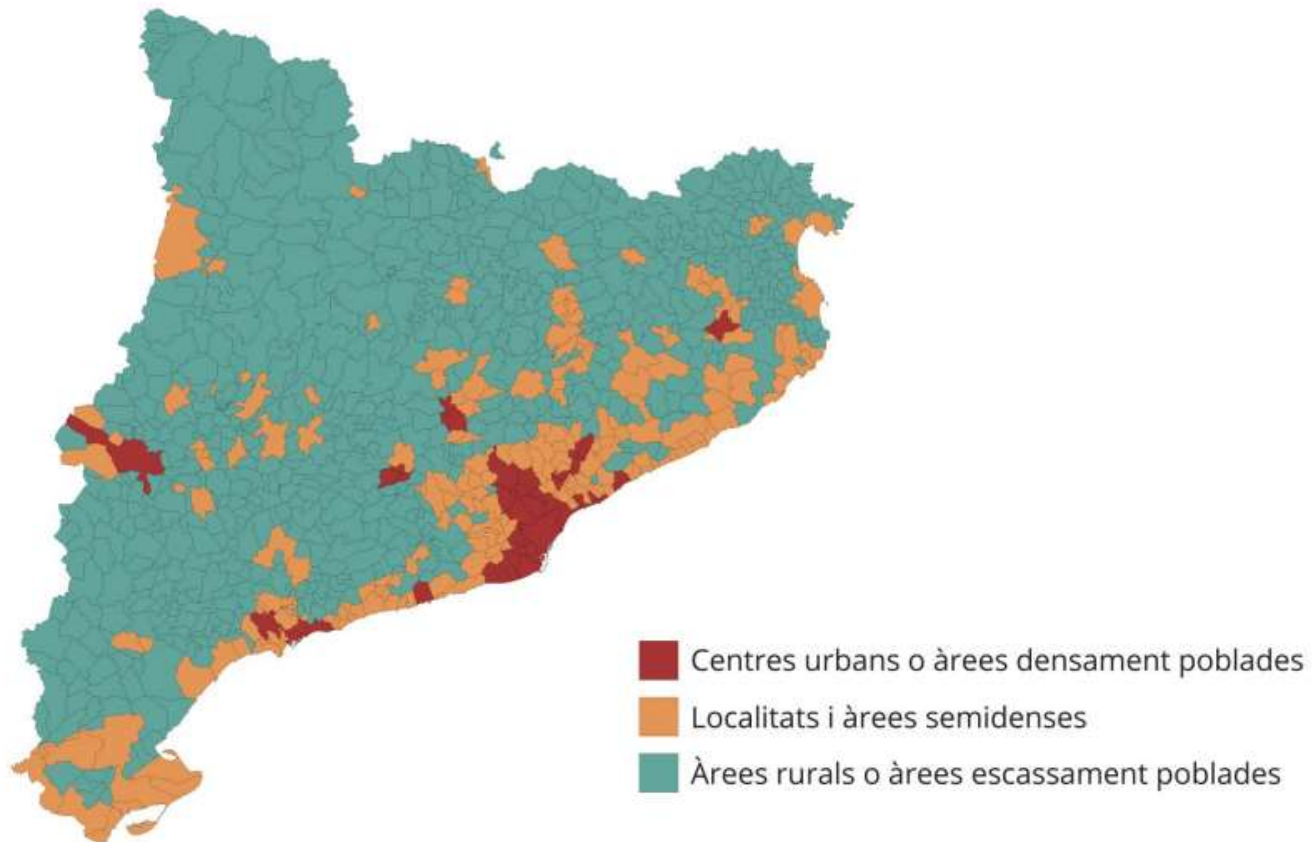 Centres urbans o àrees densament poblades
Localitats i àrees semidenses
Àrees rurals o àrees escassament poblades